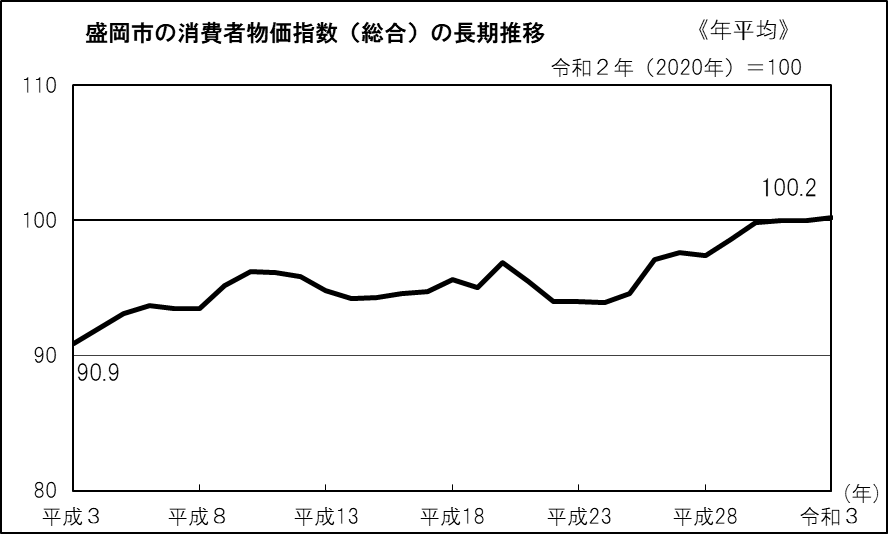 盛岡市の消費者物価指数（総合）の長期推移
《年平均》
令和２年（2020年）＝100
110
100
90
80
100.2
90.9
平成３
平成８
平成13
平成18
平成23
平成28
令和３
（年）